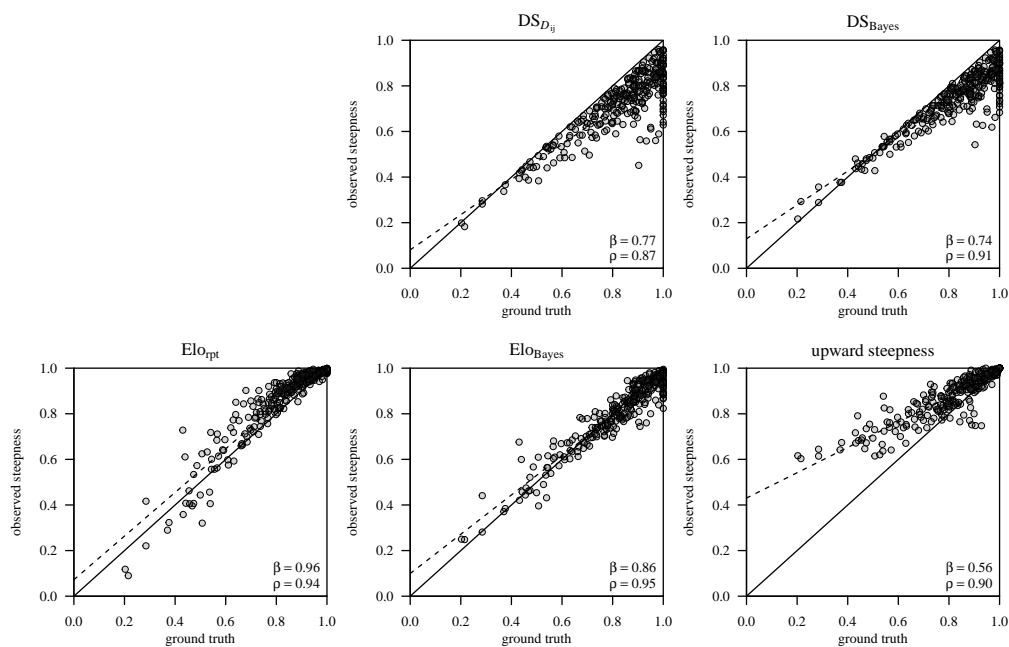 DS_{D_{ij}}
1.0
0.8
0.6
0.4
0.2
0.0
observed steepness
β = 0.77
ρ = 0.87
0.0 0.2 0.4 0.6 0.8 1.0
ground truth
DS_{Bayes}
1.0
0.8
0.6
0.4
0.2
0.0
observed steepness
β = 0.74
ρ = 0.91
0.0 0.2 0.4 0.6 0.8 1.0
ground truth
Elo_{rpt}
1.0
0.8
0.6
0.4
0.2
0.0
observed steepness
β = 0.96
ρ = 0.94
0.0 0.2 0.4 0.6 0.8 1.0
ground truth
Elo_{Bayes}
1.0
0.8
0.6
0.4
0.2
0.0
observed steepness
β = 0.86
ρ = 0.95
0.0 0.2 0.4 0.6 0.8 1.0
ground truth
upward steepness
1.0
0.8
0.6
0.4
0.2
0.0
observed steepness
β = 0.56
ρ = 0.90
0.0 0.2 0.4 0.6 0.8 1.0
ground truth